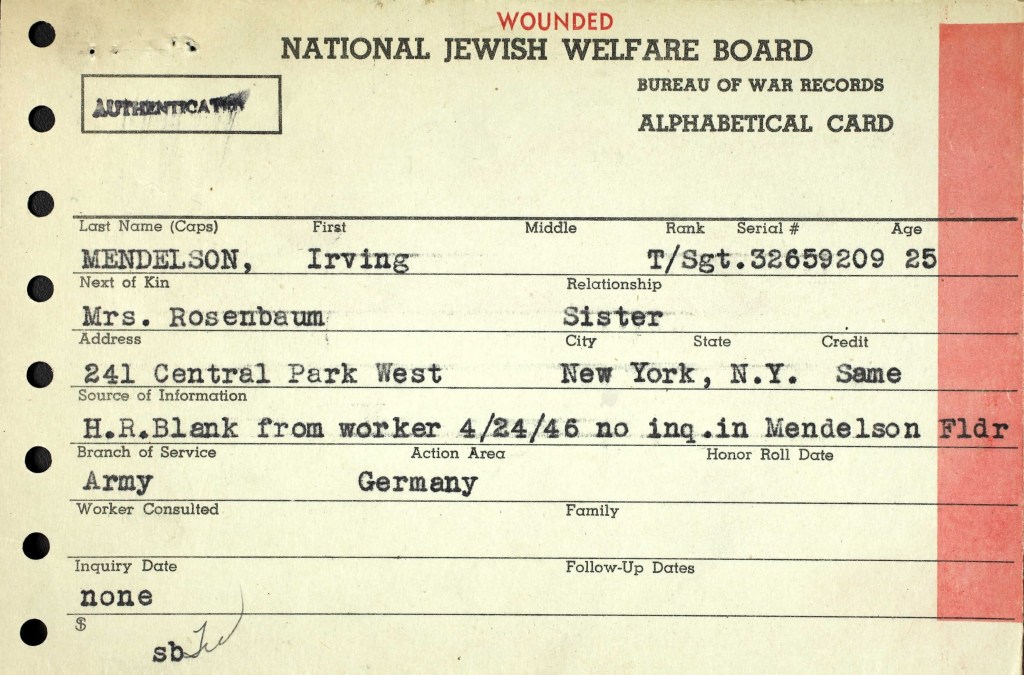 WOUNDED
NATIONAL JEWISH WELFARE BOARD
BUREAU OF WAR RECORDS
AUTHENTICATION
ALPHABETICAL CARD
Last Name (Caps) First Middle Rank Serial # Age
MENDELSON, Irving T/Sgt. 32659209 25
Next of Kin Relationship
Mrs. Rosenbaum Sister
Address City State Credit
241 Central Park West New York, N.Y. Same
Source of Information
H.R.Blank from worker 4/24/46 no inq.in Mendelson Fldr
Branch of Service Action Area Honor Roll Date
Army Germany
Worker Consulted Family
Inquiry Date Follow-Up Dates
none
$
sb